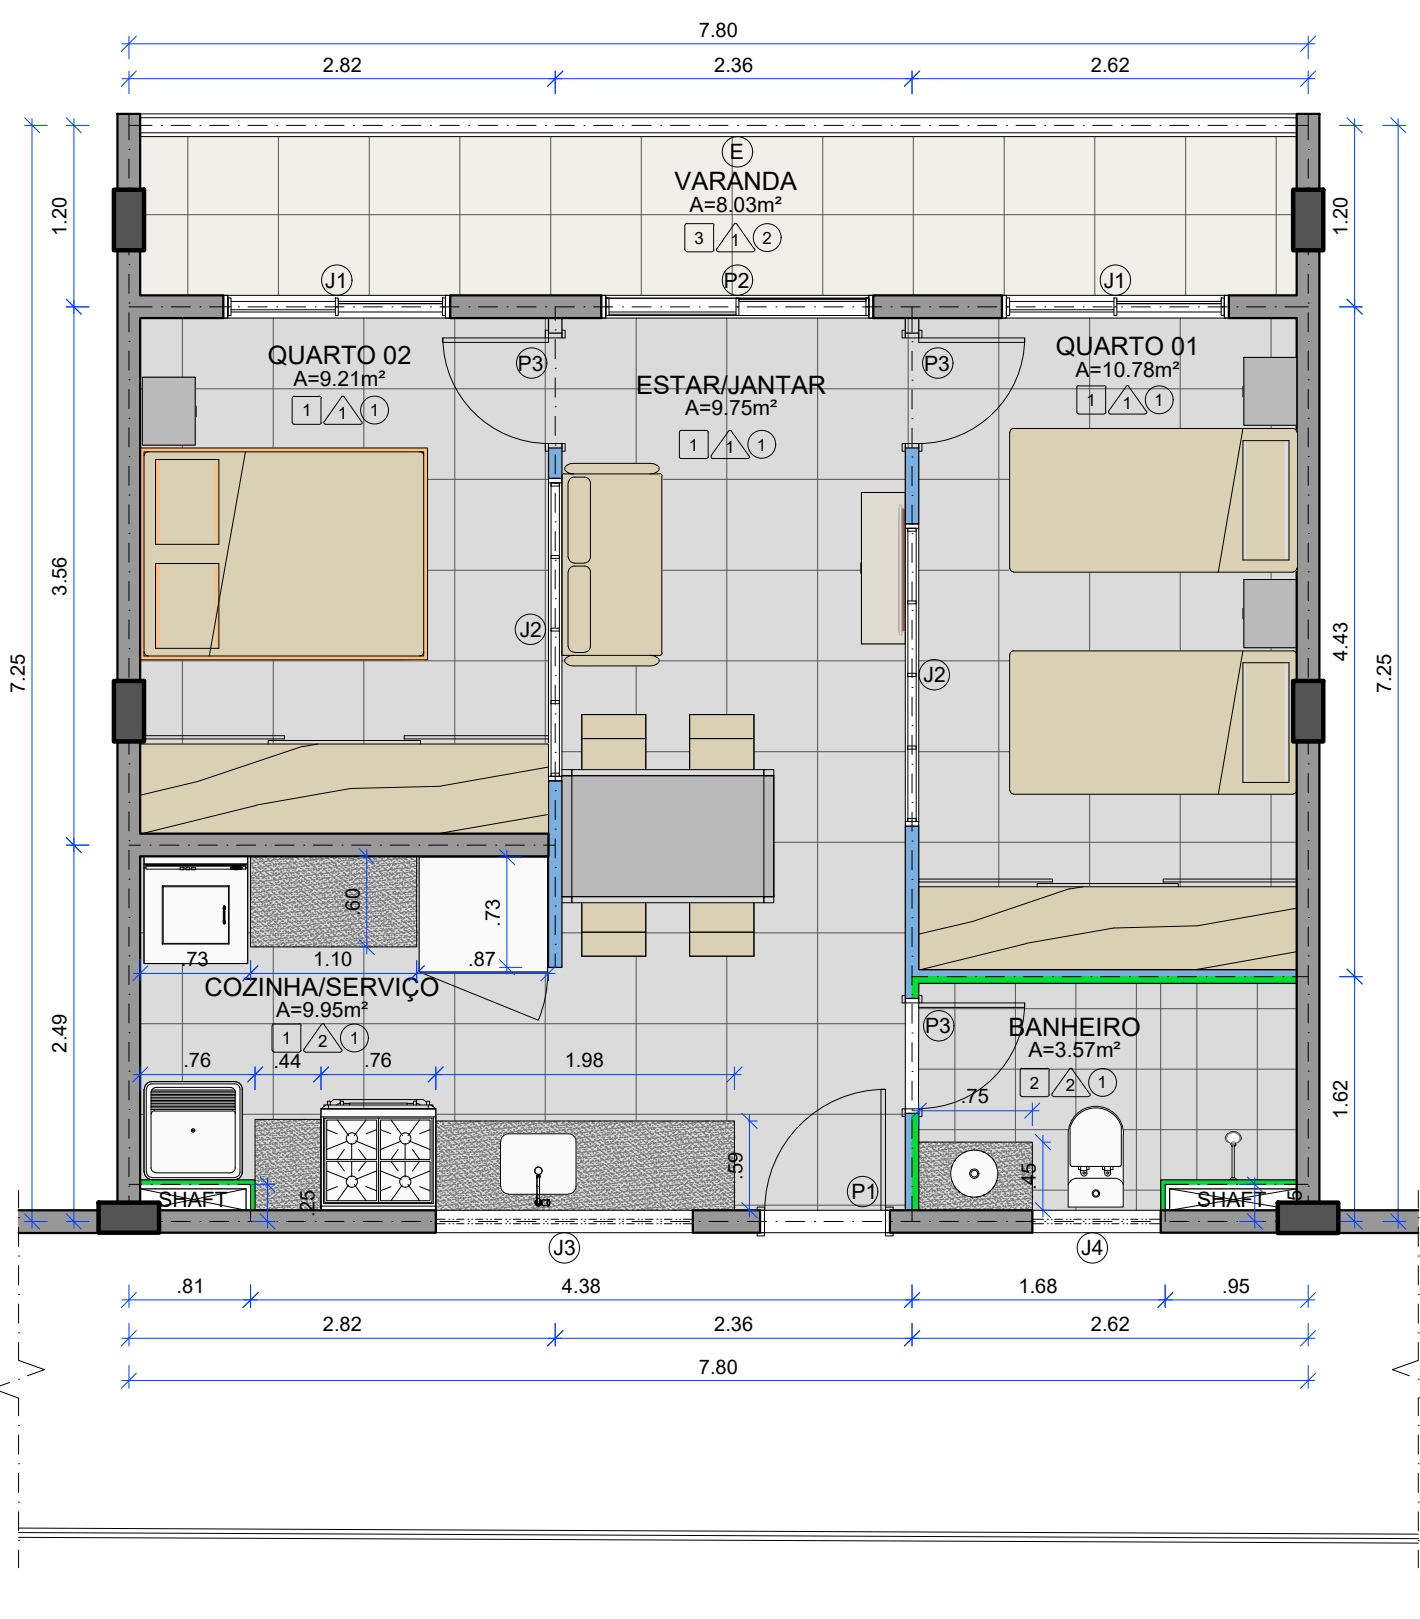 7.80
2.82 2.36 2.62
E
VARANDA
A=8.03m²
3 1 2
1.20 1.20
J1 P2 J1
QUARTO 02
A=9.21m²
1 1 1
P3
ESTAR/JANTAR
A=9.75m²
1 1 1
P3
QUARTO 01
A=10.78m²
1 1 1
3.56
J2
J2
7.25 4.43 7.25
.60 .73
.73 1.10 .87
COZINHA/SERVIÇO
A=9.95m²
1 2 1
2.49
.76 .44 .76 1.98
P3
BANHEIRO
A=3.57m²
2 2 1
.75
1.62
.59
.45
P1
SHAFT .25
SHAFT
J3 J4
.81 4.38 1.68 .95
2.82 2.36 2.62
7.80